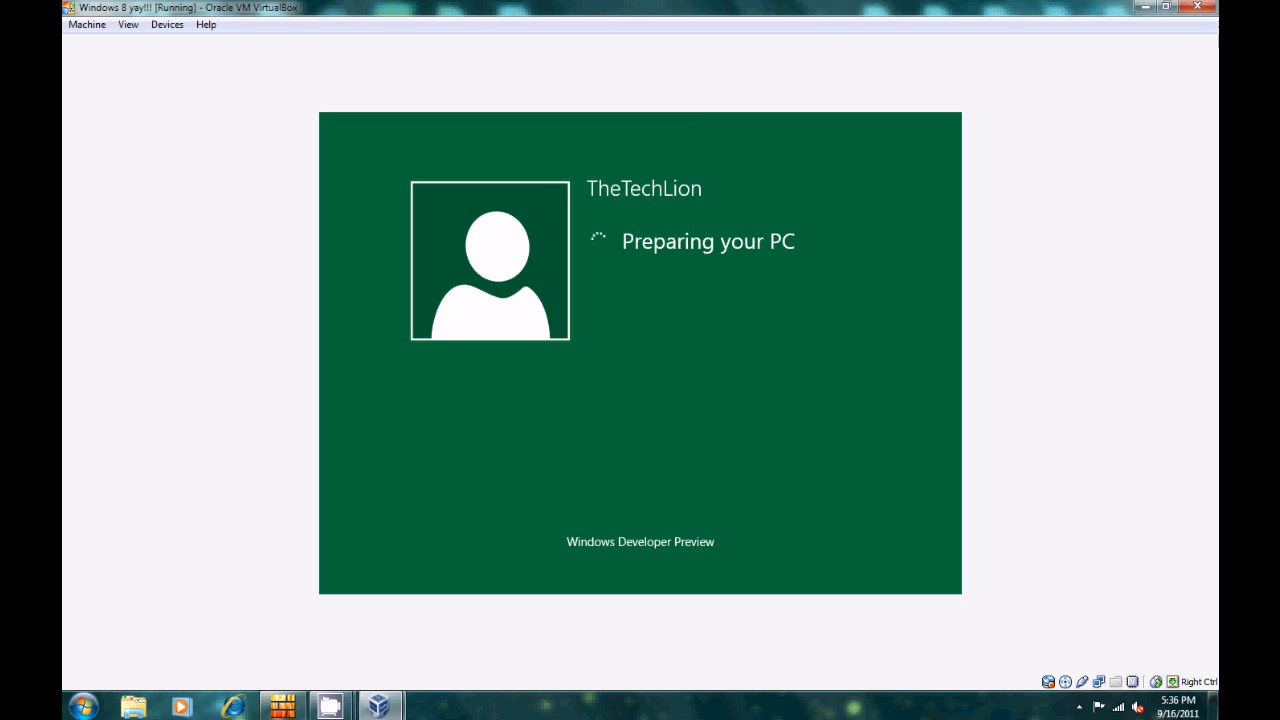 Windows 8 yay!!! [Running] - Oracle VM VirtualBox
Machine View Devices Help
TheTechLion
Preparing your PC
Windows Developer Preview
Right Ctrl
5:36 PM
9/16/2011